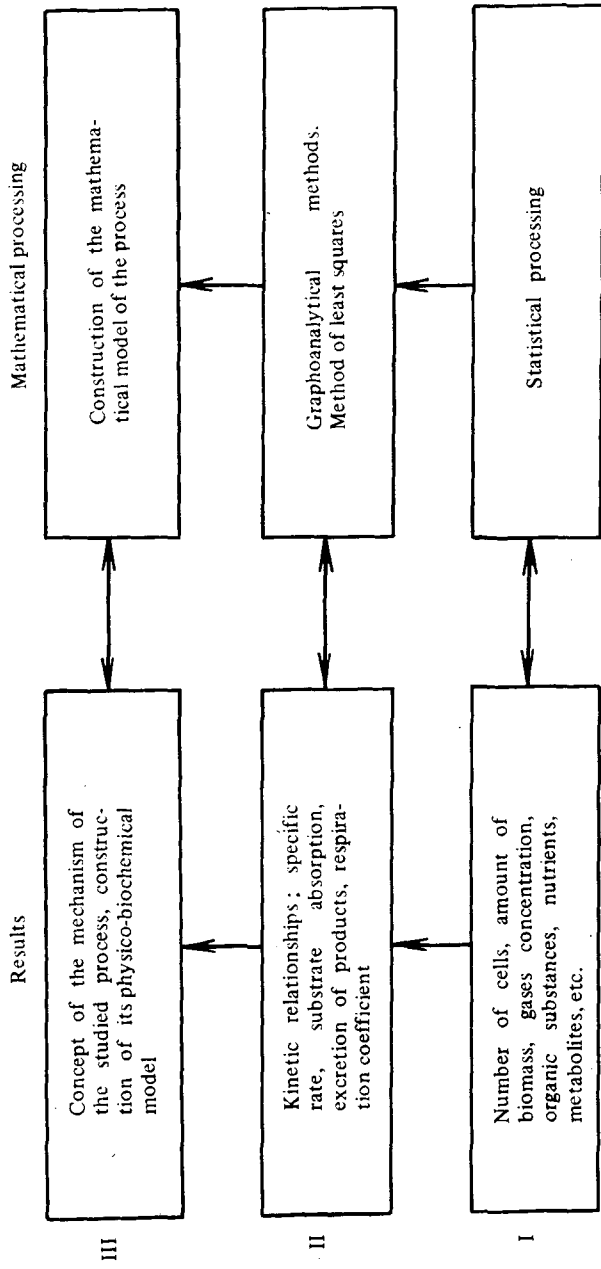 Results
Mathematical processing
III
Concept of the mechanism of
the studied process, construc-
tion of its physico-biochemical
model
Construction of the mathema-
tical model of the process
II
Kinetic relationships; specific
rate, substrate absorption,
excretion of products, respira-
tion coefficient
Graphoanalytical methods.
Method of least squares
I
Number of cells, amount of
biomass, gases concentration,
organic substances, nutrients,
metabolites, etc.
Statistical processing